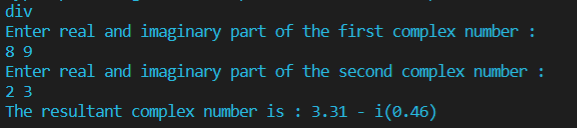 div
Enter real and imaginary part of the first complex number :
8 9
Enter real and imaginary part of the second complex number :
2 3
The resultant complex number is : 3.31 - i(0.46)